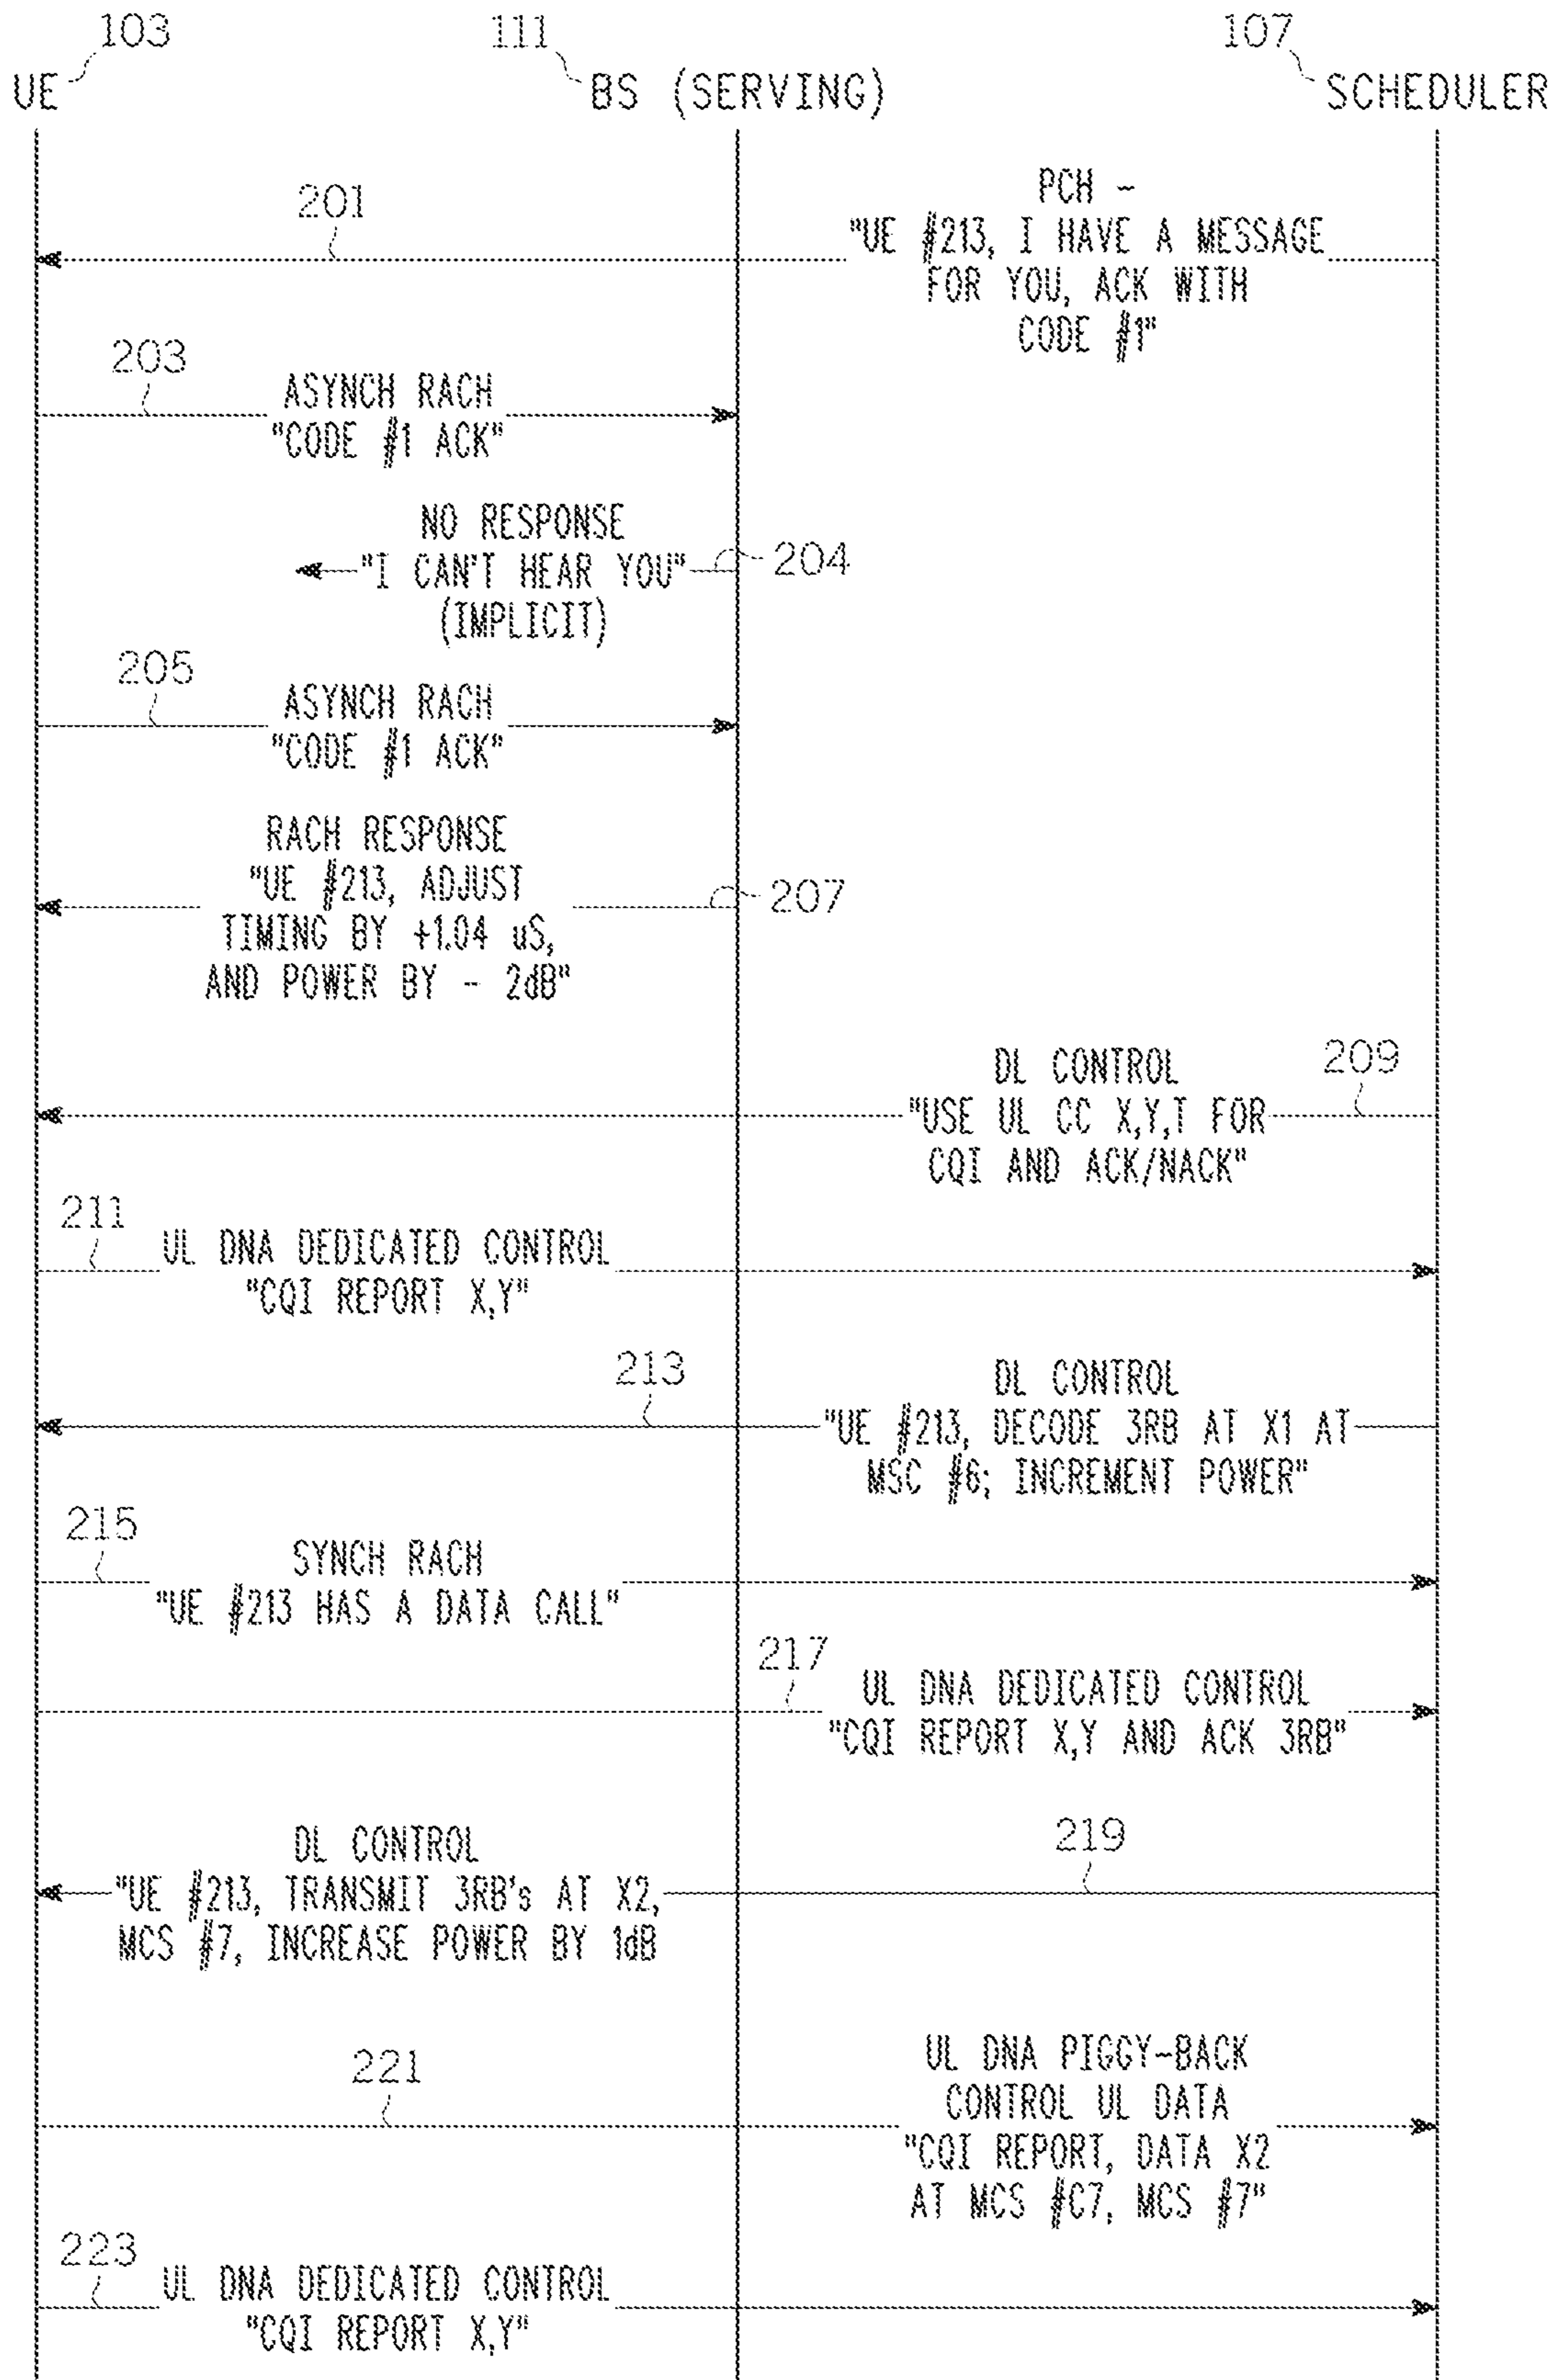 103
111
107
UE
BS (SERVING)
SCHEDULER
201
PCH -
"UE #213, I HAVE A MESSAGE
FOR YOU, ACK WITH
CODE #1"
203
ASYNCH RACH
"CODE #1 ACK"
NO RESPONSE
"I CAN'T HEAR YOU"
(IMPLICIT)
204
205
ASYNCH RACH
"CODE #1 ACK"
RACH RESPONSE
"UE #213, ADJUST
TIMING BY +1.04 uS,
AND POWER BY - 2dB"
207
DL CONTROL
"USE UL CC X,Y,T FOR
CQI AND ACK/NACK"
209
211
UL DNA DEDICATED CONTROL
"CQI REPORT X,Y"
213
DL CONTROL
"UE #213, DECODE 3RB AT X1 AT
MSC #6; INCREMENT POWER"
215
SYNCH RACH
"UE #213 HAS A DATA CALL"
217
UL DNA DEDICATED CONTROL
"CQI REPORT X,Y AND ACK 3RB"
219
DL CONTROL
"UE #213, TRANSMIT 3RB's AT X2,
MCS #7, INCREASE POWER BY 1dB
221
UL DNA PIGGY-BACK
CONTROL UL DATA
"CQI REPORT, DATA X2
AT MCS #C7, MCS #7"
223
UL DNA DEDICATED CONTROL
"CQI REPORT X,Y"